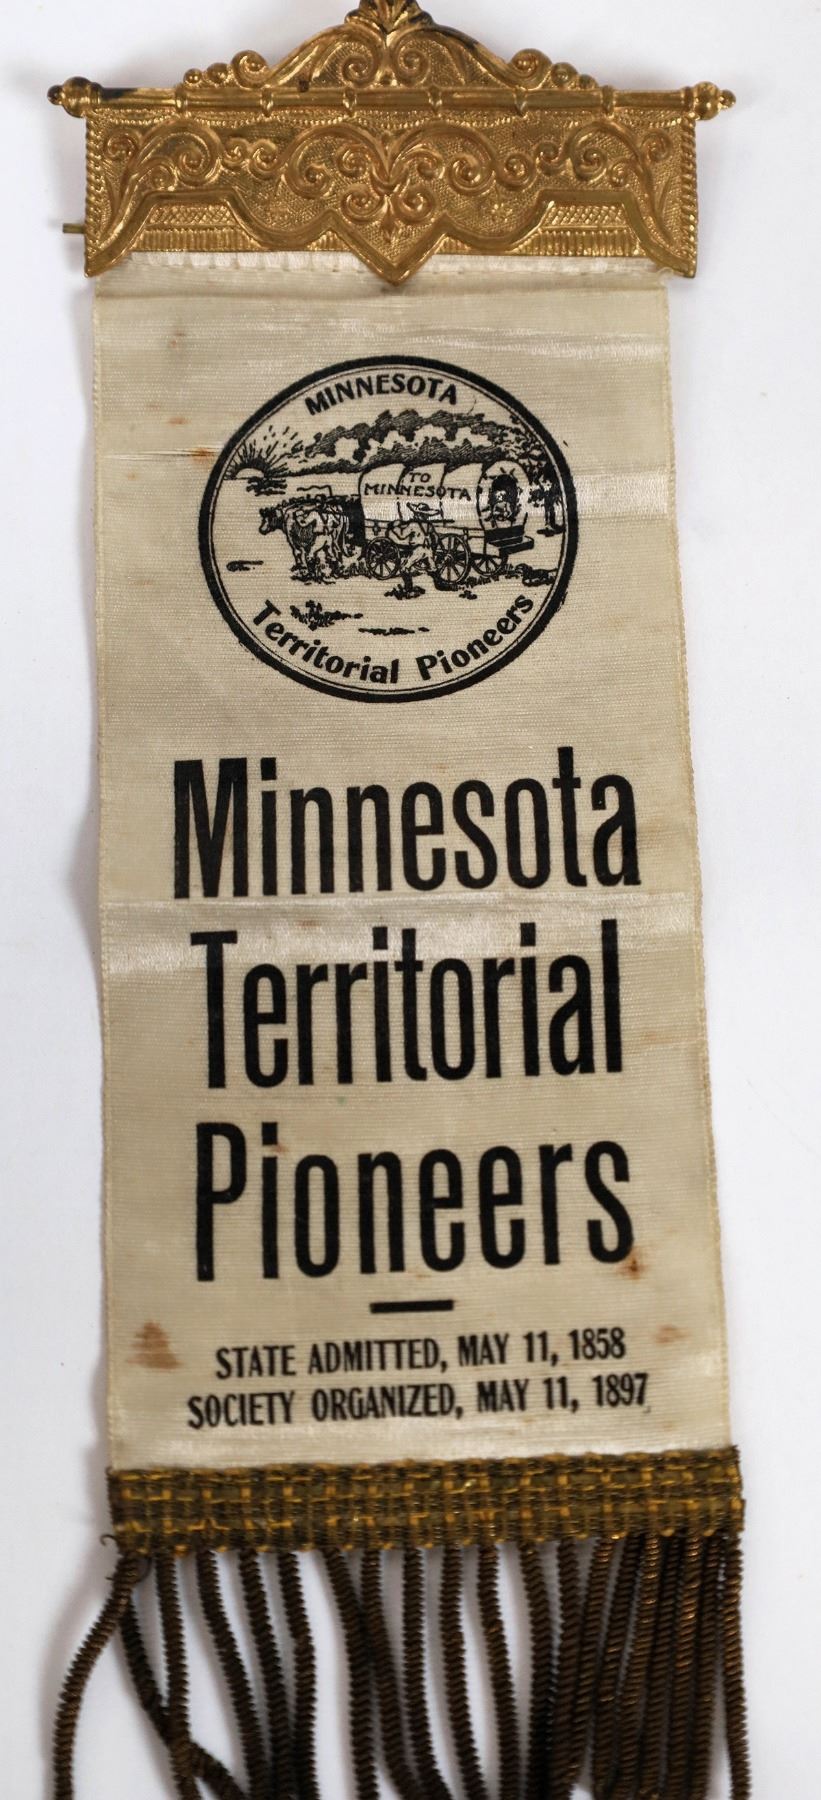 MINNESOTA
TO
MINNESOTA
Territorial Pioneers
Minnesota
Territorial
Pioneers
STATE ADMITTED, MAY 11, 1858
SOCIETY ORGANIZED, MAY 11, 1897